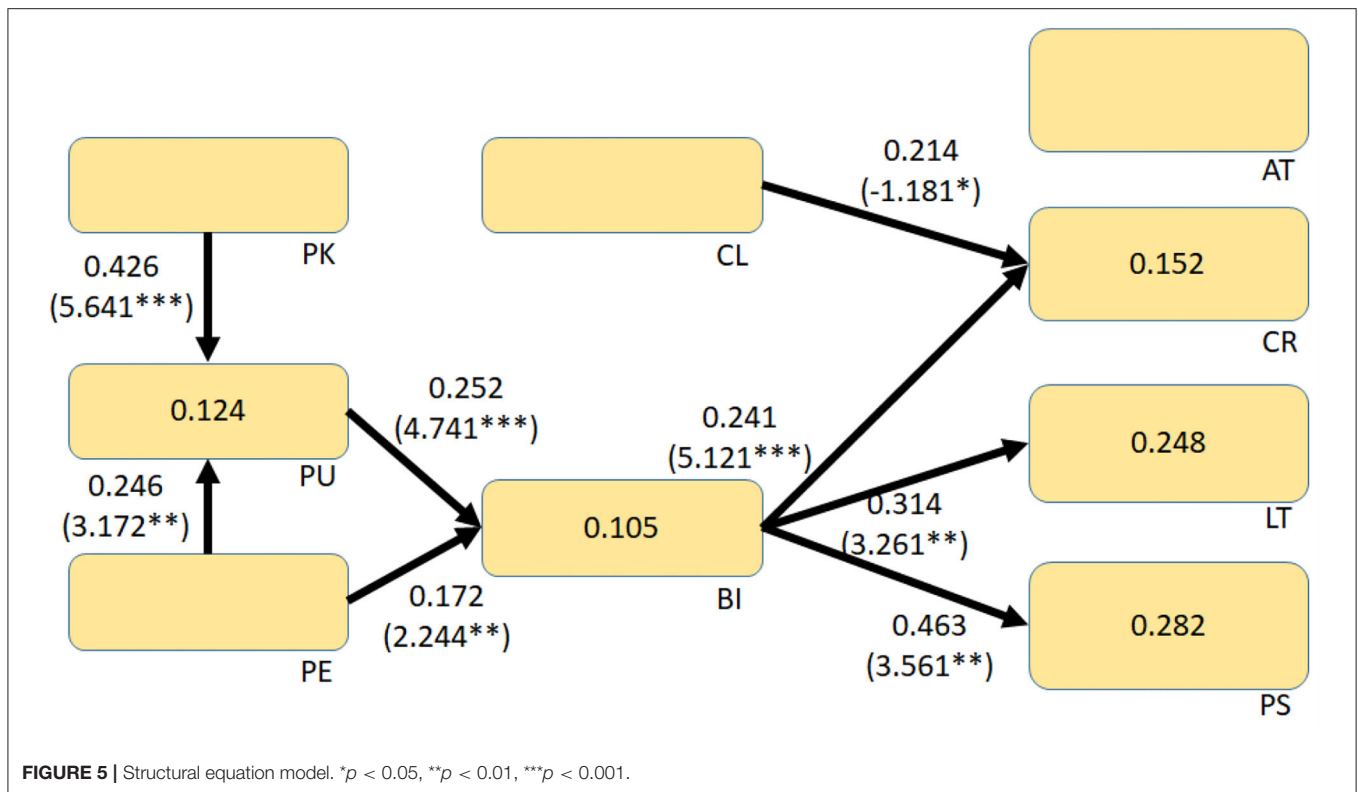 AT
0.214
(-1.181*)
PK
CL
0.152
CR
0.426
(5.641***)
0.124
PU
0.252
(4.741***)
0.241
(5.121***)
0.248
LT
0.246
(3.172**)
0.105
BI
0.314
(3.261**)
0.172
(2.244**)
PE
0.463
(3.561**)
0.282
PS
FIGURE 5 | Structural equation model. *p < 0.05, **p < 0.01, ***p < 0.001.